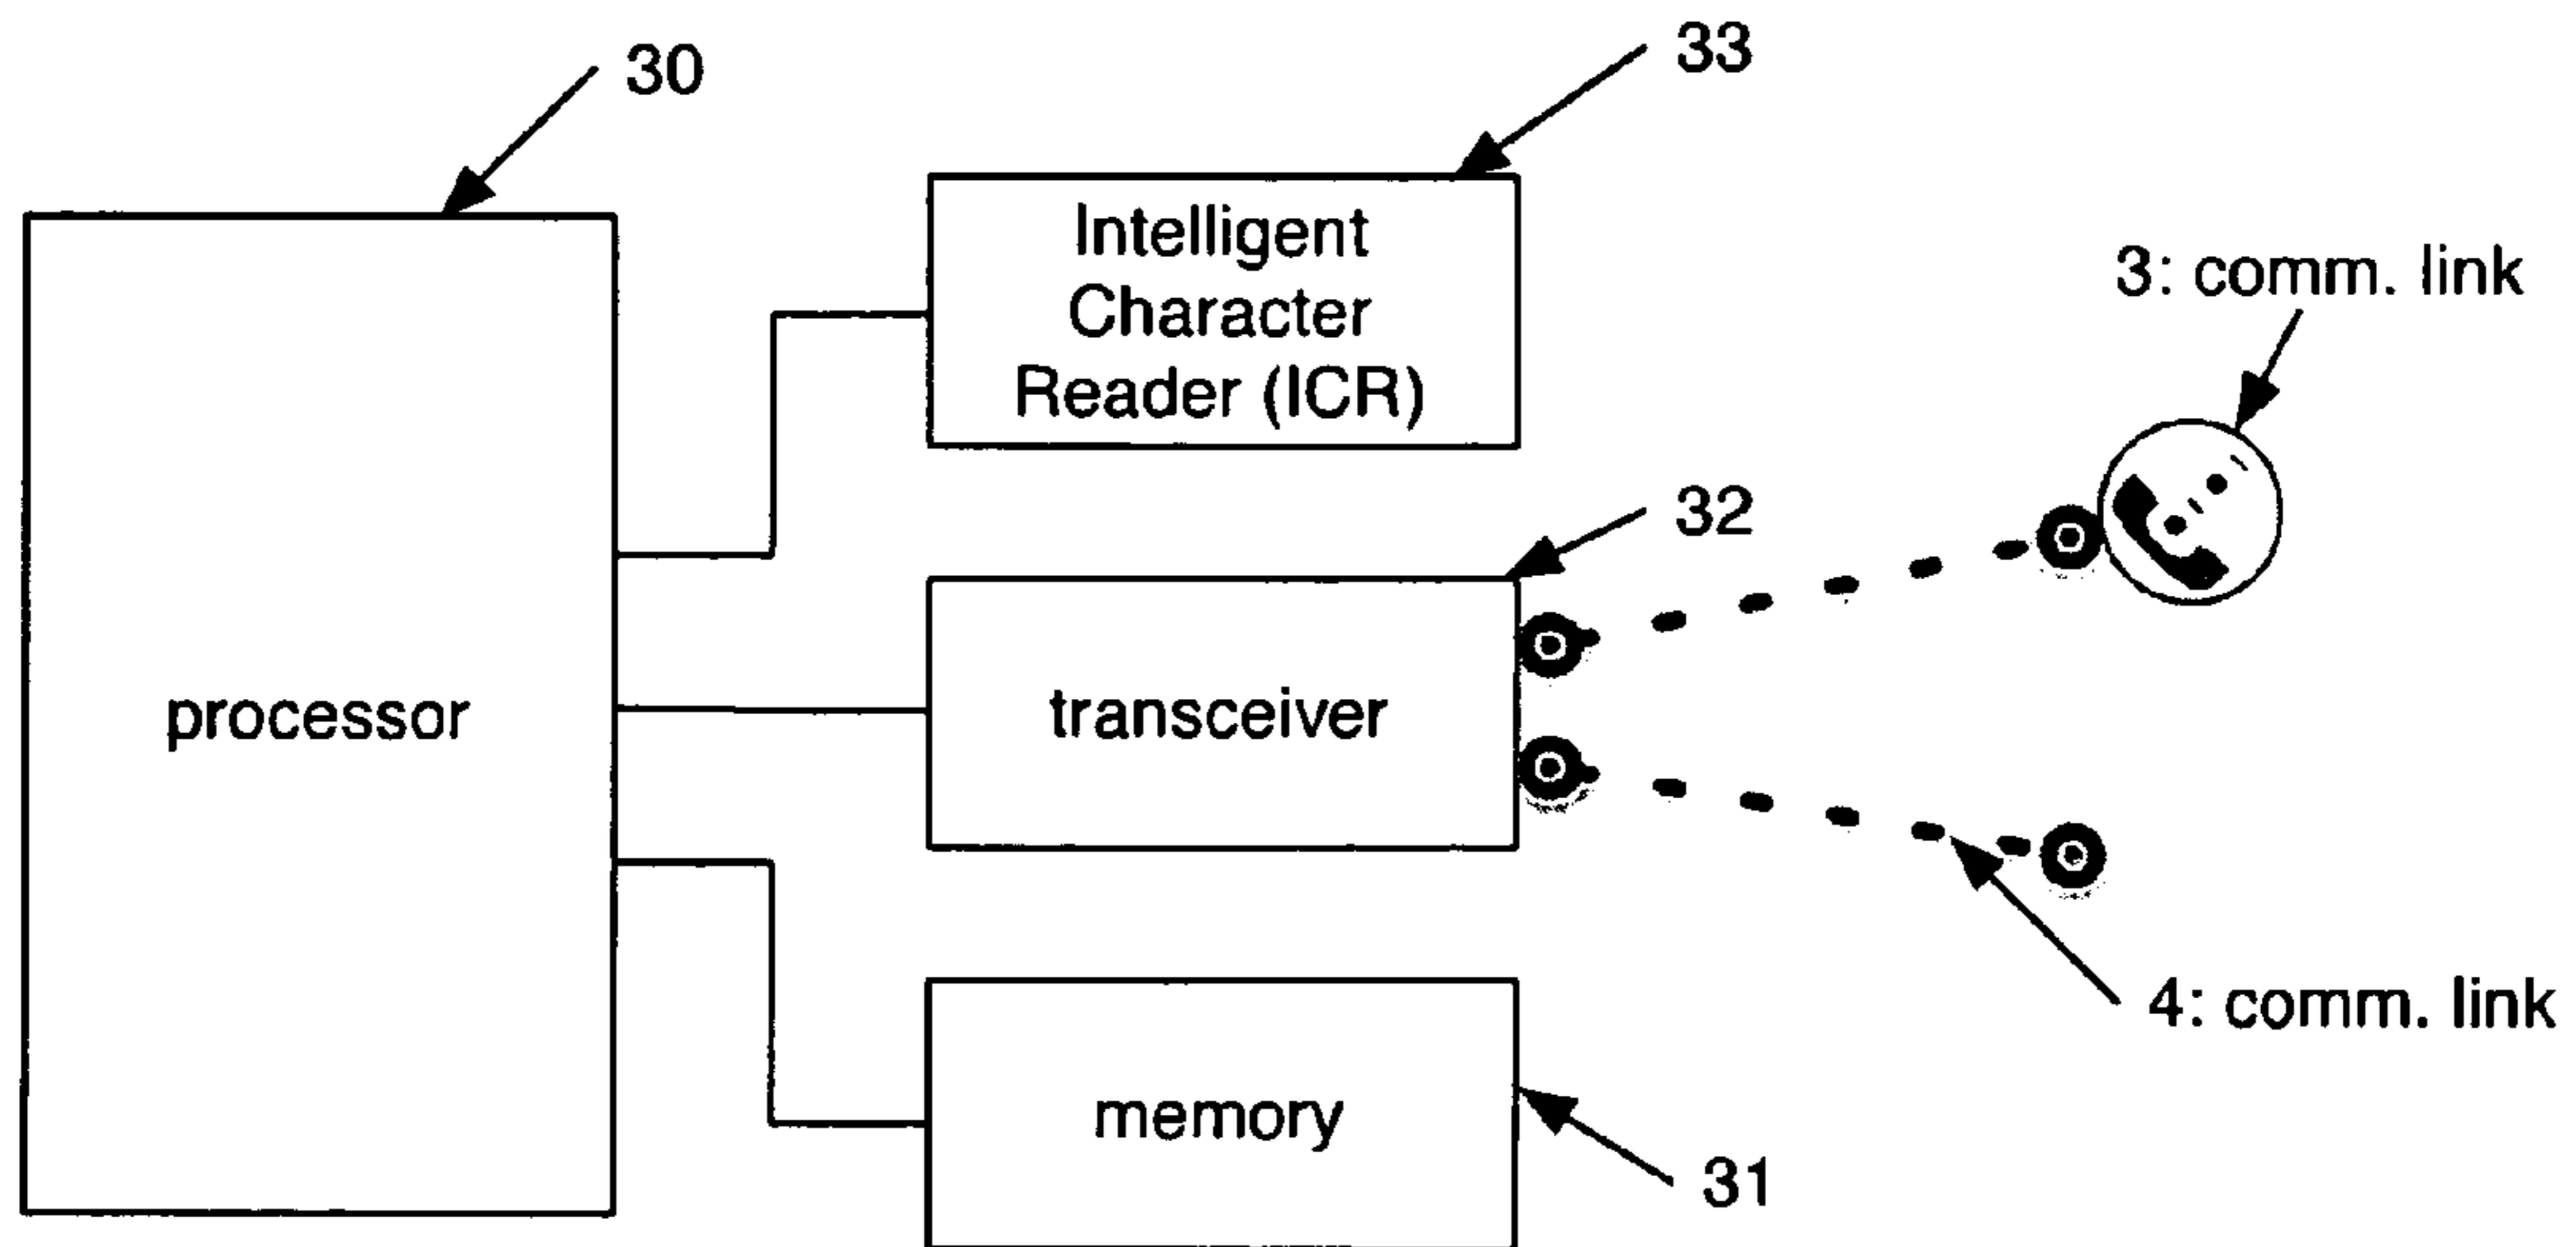 30
33
Intelligent
Character
Reader (ICR)
3: comm. link
32
processor
transceiver
4: comm. link
memory
31